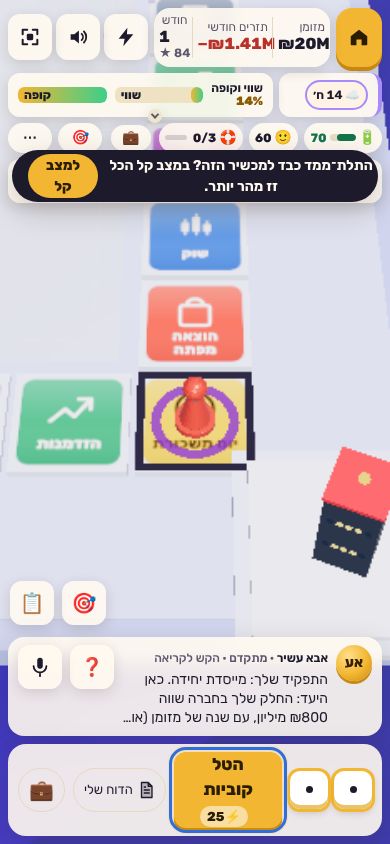 מזומן
₪20M
תזרים חודשי
−₪1.41M
חודש
1
★ 84
14 ח׳
שווי וקופה
14%
שווי
קופה
70
60
0/3
...
התלת־ממד כבד למכשיר הזה? במצב קל הכל
זז מהר יותר.
למצב
קל
שוק
הוצאה
מפתה
הזדמנות
יום משכורת
אע
אבא עשיר • מתקדם • הקש לקריאה
התפקיד שלך: מייסדת יחידה. כאן
היעד: החלק שלך בחברה שווה
₪800 מיליון, עם שנה של מזומן (או...
הטל
קוביות
25⚡
הדוח שלי